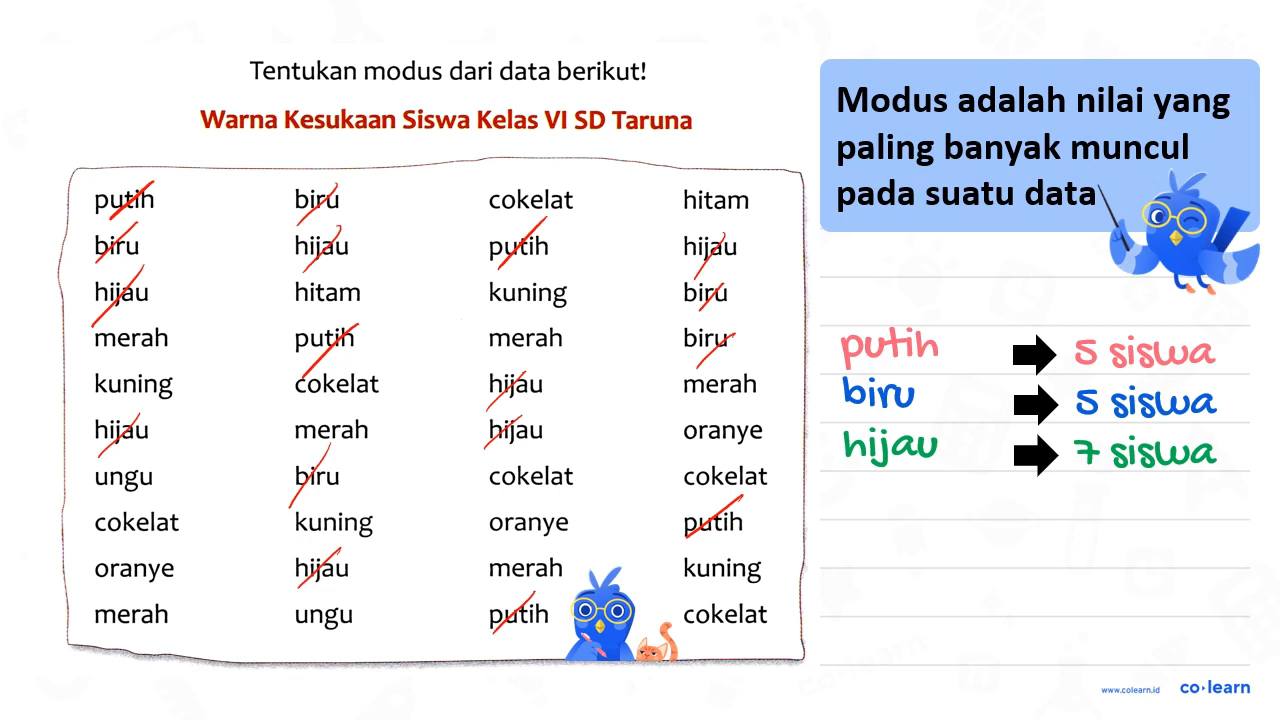 Tentukan modus dari data berikut!
Warna Kesukaan Siswa Kelas VI SD Taruna
putih biru cokelat hitam
biru hijau putih hijau
hijau hitam kuning biru
merah putih merah biru
kuning cokelat hijau merah
hijau merah hijau oranye
ungu biru cokelat cokelat
cokelat kuning oranye putih
oranye hijau merah kuning
merah ungu putih cokelat
Modus adalah nilai yang
paling banyak muncul
pada suatu data
putih 5 siswa
biru 5 siswa
hijau 7 siswa
www.colearn.id co·learn